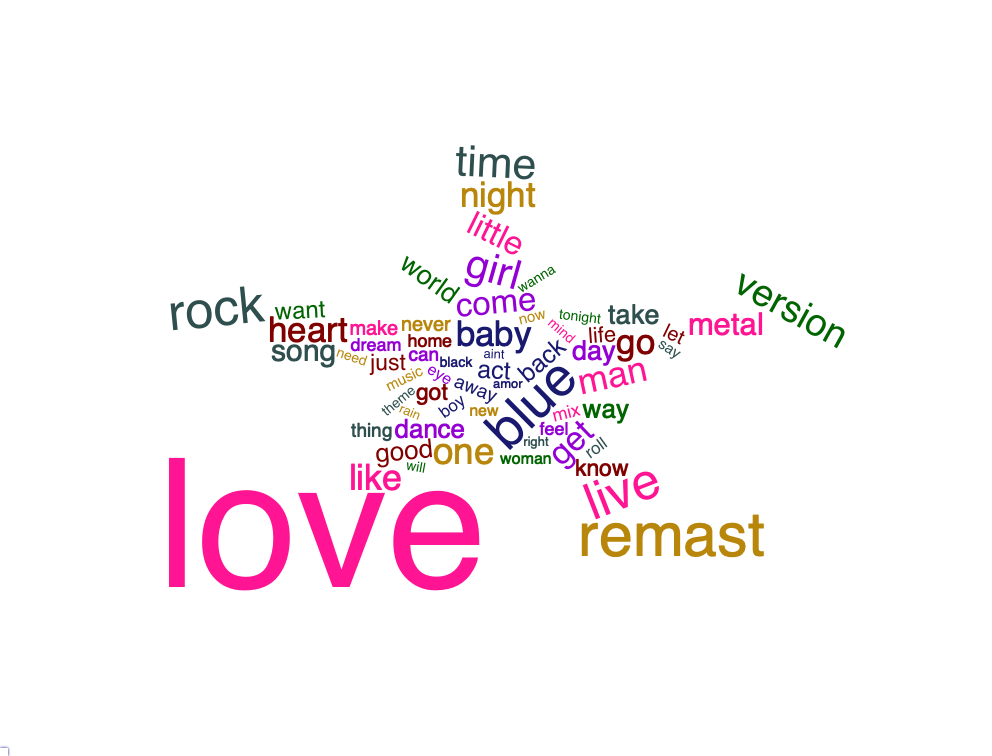 time
night
little
girl
wanna
world
come
version
rock
want
heart
make
never
now
tonight
take
metal
song
dream
home
baby
mind
life
let
go
say
need
just
can
black
aint
act
back
day
man
music
eye
away
amor
blue
theme
got
rain
boy
new
mix
way
thing
dance
feel
get
right
roll
good
one
woman
know
will
like
live
love
remast